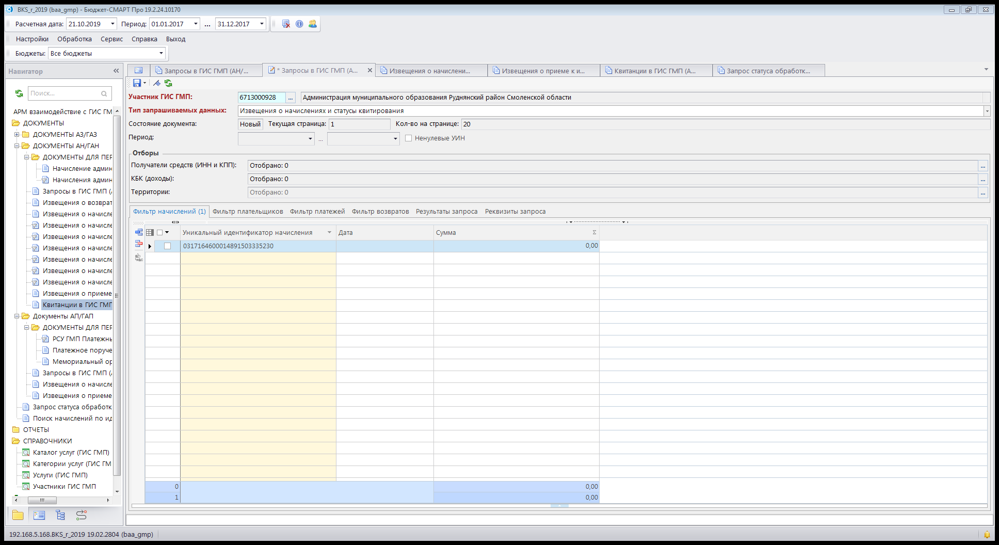 BKS_r_2019 (baa_gmp) - Бюджет-СМАРТ Про 19.2.24.10170
Расчетная дата: 21.10.2019 Период: 01.01.2017 ... 31.12.2017
Настройки Обработка Сервис Справка Выход
Бюджеты: Все бюджеты
Навигатор
Поиск...
АРМ взаимодействие с ГИС ГМ
ДОКУМЕНТЫ
ДОКУМЕНТЫ АЗ/ГАЗ
ДОКУМЕНТЫ АН/ГАН
ДОКУМЕНТЫ ДЛЯ ПЕР
Начисление админ
Начисления админ
Запросы в ГИС ГМП (
Извещения о возврат
Извещения о начисле
Извещения о начисле
Извещения о начисле
Извещения о начисле
Извещения о начисле
Извещения о начисле
Извещения о начисле
Извещения о приеме
Квитанции в ГИС ГМП
Документы АП/ГАП
ДОКУМЕНТЫ ДЛЯ ПЕР
РСУ ГМП Платежны
Платежное поруче
Мемориальный ор
Запросы в ГИС ГМП (
Извещения о начисле
Извещения о приеме
Запрос статуса обработк
Поиск начислений по ид
ОТЧЕТЫ
СПРАВОЧНИКИ
Каталог услуг (ГИС ГМП)
Категории услуг (ГИС ГМ
Услуги (ГИС ГМП)
Участники ГИС ГМП
Запросы в ГИС ГМП (АН/... * Запросы в ГИС ГМП (А... Извещения о начислени... Извещения о приеме к и... Квитанции в ГИС ГМП (А... Запрос статуса обработк...
Участник ГИС ГМП: 6713000928 ... Администрация муниципального образования Руднянский район Смоленской области
Тип запрашиваемых данных: Извещения о начислениях и статусы квитирования
Состояние документа: Новый Текущая страница: 1 Кол-во на странице: 20
Период: ... Ненулевые УИН
Отборы
Получатели средств (ИНН и КПП): Отобрано: 0 ...
КБК (доходы): Отобрано: 0 ...
Территории: Отобрано: 0 ...
Фильтр начислений (1) Фильтр плательщиков Фильтр платежей Фильтр возвратов Результаты запроса Реквизиты запроса
Уникальный идентификатор начисления Дата Сумма Σ
0317164600014891503335230 0,00
ab
ac
0 0,00
1 0,00
192.168.5.168.BKS_r_2019 19.02.2804 (baa_gmp)